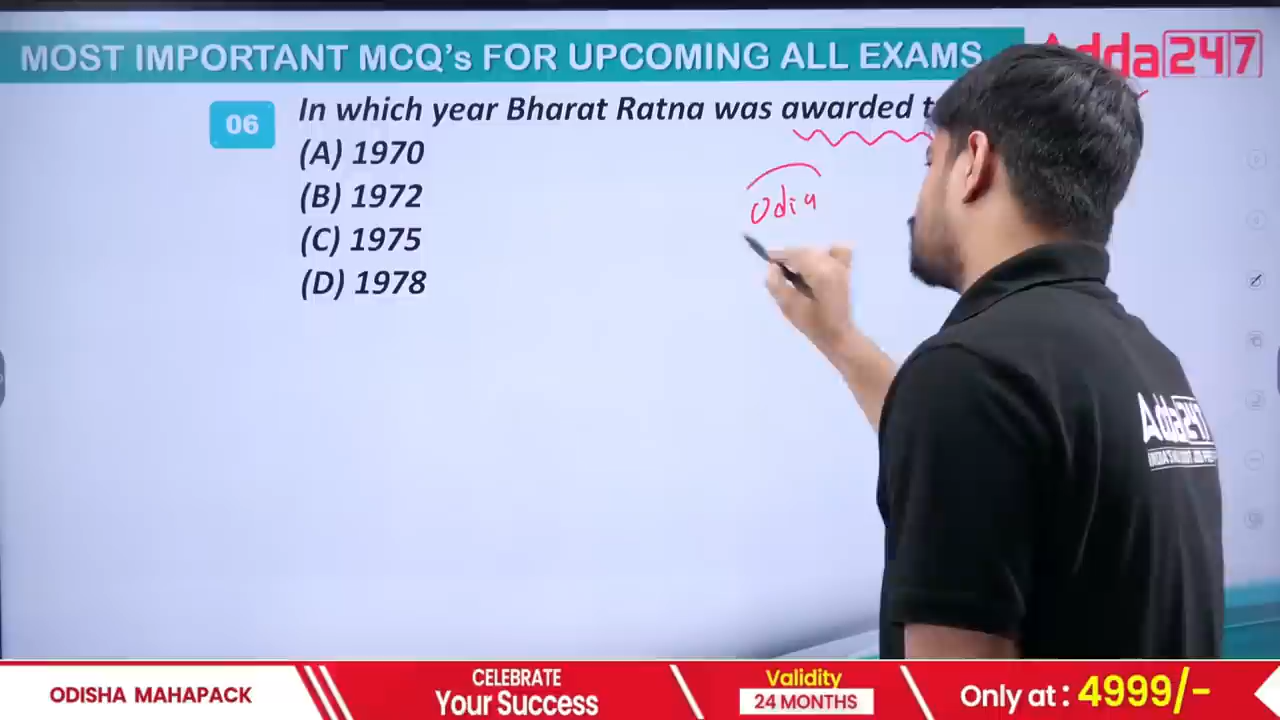 MOST IMPORTANT MCQ's FOR UPCOMING ALL EXAMS
Adda247
06
In which year Bharat Ratna was awarded
(A) 1970
(B) 1972
(C) 1975
(D) 1978
Odia
Adda247
ODISHA MAHAPACK
CELEBRATE
Your Success
Validity
24 MONTHS
Only at : 4999/-